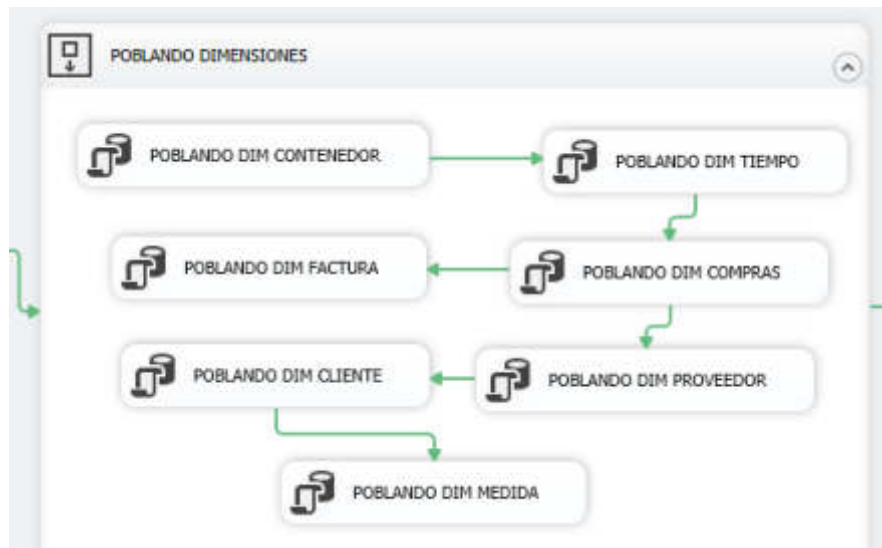 POBLANDO DIMENSIONES
POBLANDO DIM CONTENEDOR
POBLANDO DIM TIEMPO
POBLANDO DIM FACTURA
POBLANDO DIM COMPRAS
POBLANDO DIM CLIENTE
POBLANDO DIM PROVEEDOR
POBLANDO DIM MEDIDA